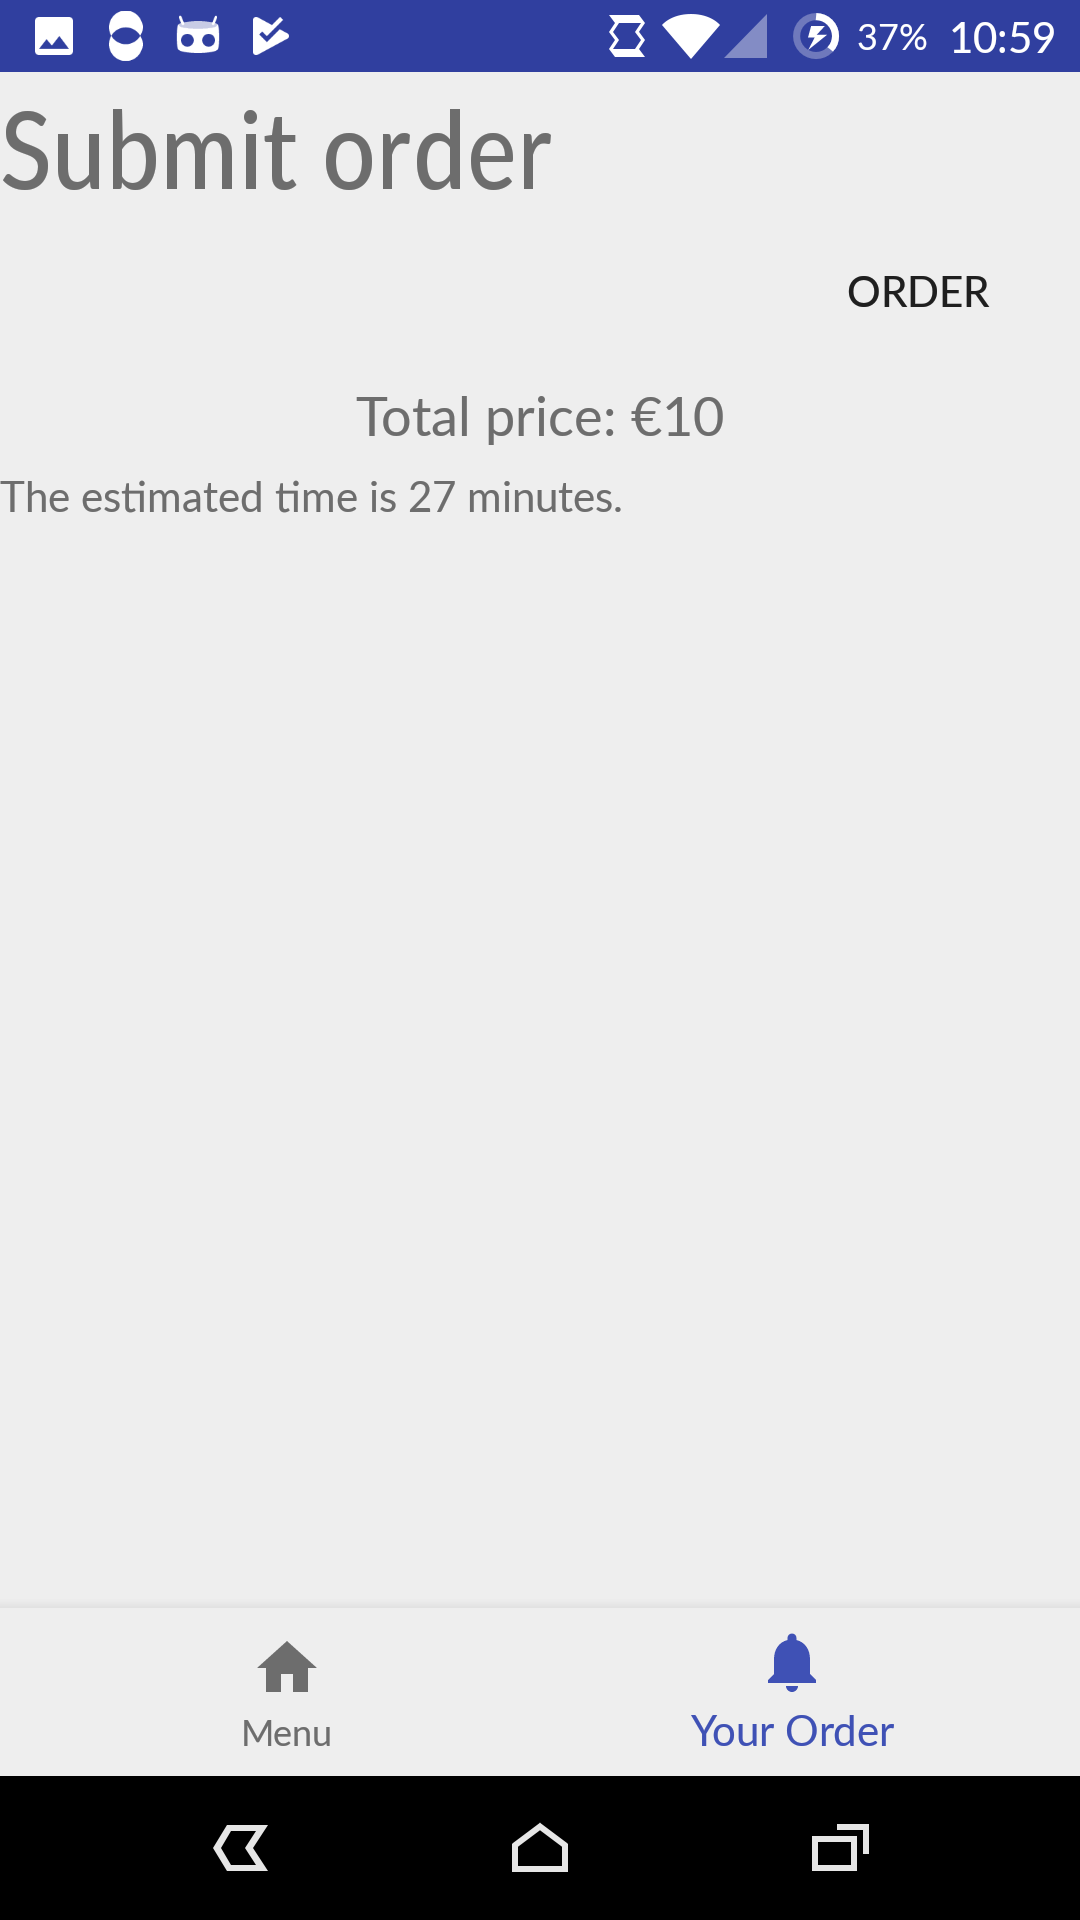 37% 10:59
Submit order
ORDER
Total price: €10
The estimated time is 27 minutes.
Menu
Your Order